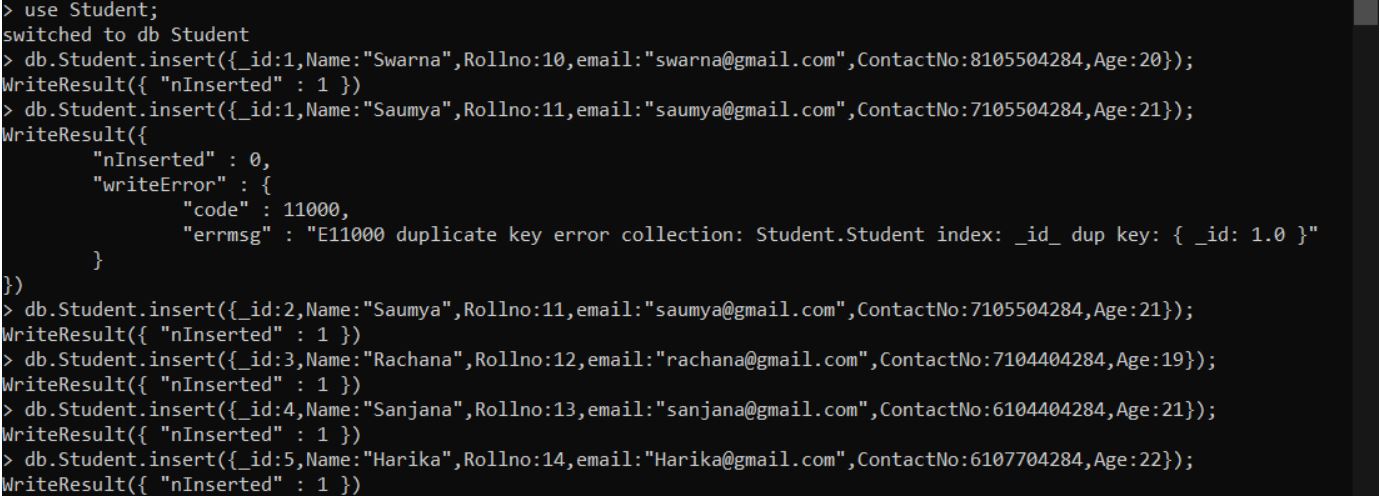 > use Student;
switched to db Student
> db.Student.insert({_id:1,Name:"Swarna",Rollno:10,email:"swarna@gmail.com",ContactNo:8105504284,Age:20});
WriteResult({ "nInserted" : 1 })
> db.Student.insert({_id:1,Name:"Saumya",Rollno:11,email:"saumya@gmail.com",ContactNo:7105504284,Age:21});
WriteResult({
        "nInserted" : 0,
        "writeError" : {
                "code" : 11000,
                "errmsg" : "E11000 duplicate key error collection: Student.Student index: _id_ dup key: { _id: 1.0 }"
        }
})
> db.Student.insert({_id:2,Name:"Saumya",Rollno:11,email:"saumya@gmail.com",ContactNo:7105504284,Age:21});
WriteResult({ "nInserted" : 1 })
> db.Student.insert({_id:3,Name:"Rachana",Rollno:12,email:"rachana@gmail.com",ContactNo:7104404284,Age:19});
WriteResult({ "nInserted" : 1 })
> db.Student.insert({_id:4,Name:"Sanjana",Rollno:13,email:"sanjana@gmail.com",ContactNo:6104404284,Age:21});
WriteResult({ "nInserted" : 1 })
> db.Student.insert({_id:5,Name:"Harika",Rollno:14,email:"Harika@gmail.com",ContactNo:6107704284,Age:22});
WriteResult({ "nInserted" : 1 })